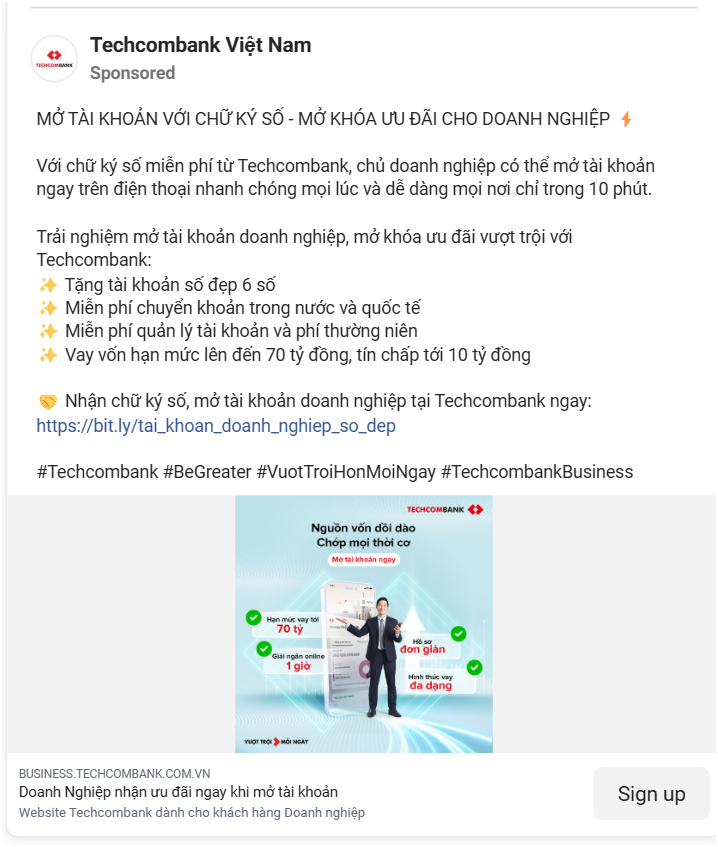 TECHCOMBANK
Techcombank Việt Nam
Sponsored
MỞ TÀI KHOẢN VỚI CHỮ KÝ SỐ - MỞ KHÓA ƯU ĐÃI CHO DOANH NGHIỆP ⚡
Với chữ ký số miễn phí từ Techcombank, chủ doanh nghiệp có thể mở tài khoản
ngay trên điện thoại nhanh chóng mọi lúc và dễ dàng mọi nơi chỉ trong 10 phút.
Trải nghiệm mở tài khoản doanh nghiệp, mở khóa ưu đãi vượt trội với
Techcombank:
✨ Tặng tài khoản số đẹp 6 số
✨ Miễn phí chuyển khoản trong nước và quốc tế
✨ Miễn phí quản lý tài khoản và phí thường niên
✨ Vay vốn hạn mức lên đến 70 tỷ đồng, tín chấp tới 10 tỷ đồng
🤝 Nhận chữ ký số, mở tài khoản doanh nghiệp tại Techcombank ngay:
https://bit.ly/tai_khoan_doanh_nghiep_so_dep
#Techcombank #BeGreater #VuotTroiHonMoiNgay #TechcombankBusiness
TECHCOMBANK
Nguồn vốn dồi dào
Chớp mọi thời cơ
Mở tài khoản ngay
Hạn mức vay tới
70 tỷ
Giải ngân online
1 giờ
Hồ sơ
đơn giản
Hình thức vay
đa dạng
VƯỢT TRỘI MỖI NGÀY
BUSINESS.TECHCOMBANK.COM.VN
Doanh Nghiệp nhận ưu đãi ngay khi mở tài khoản
Website Techcombank dành cho khách hàng Doanh nghiệp
Sign up